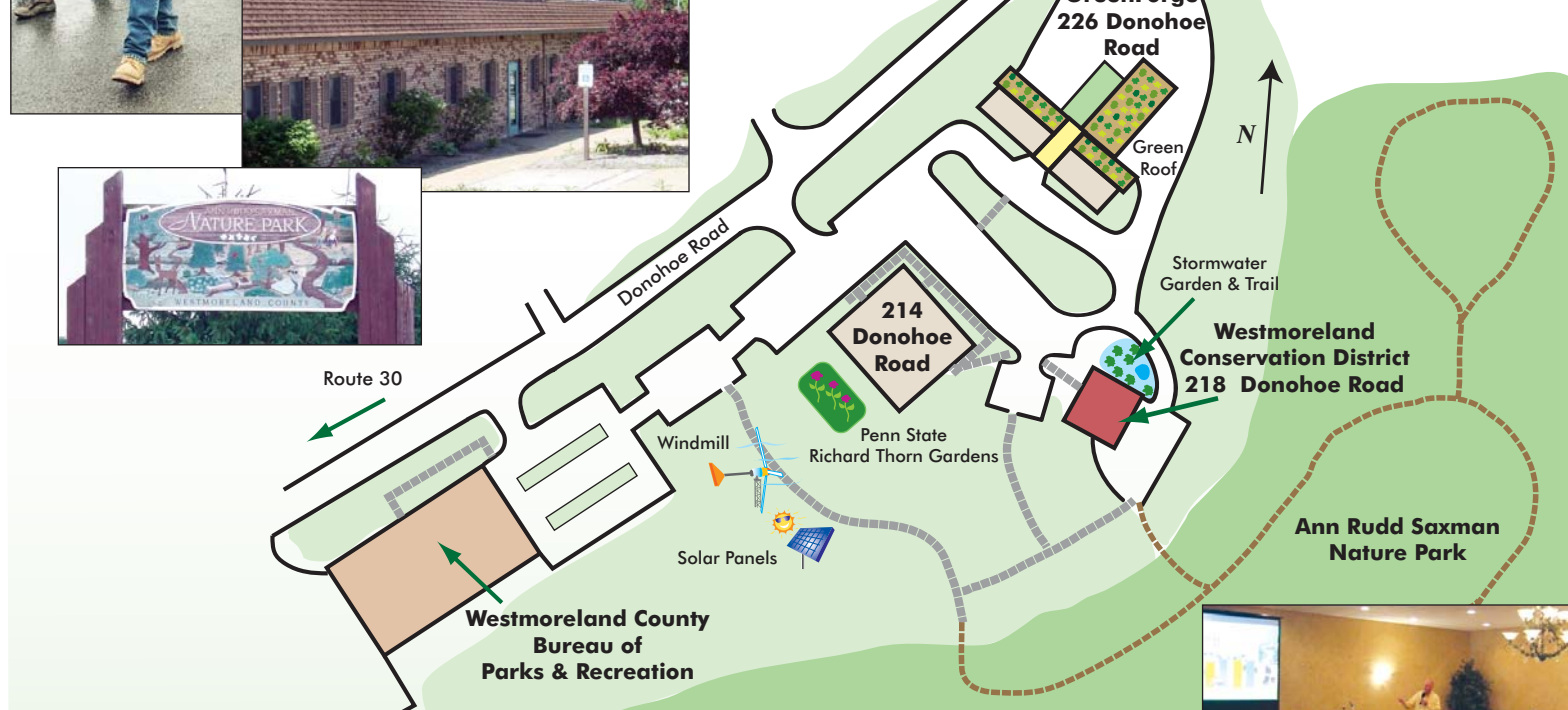 226 Donohoe
Road
Green
Roof
N
NATURE PARK
WESTMORELAND COUNTY
Donohoe Road
Stormwater
Garden & Trail
214
Donohoe
Road
Westmoreland
Conservation District
218 Donohoe Road
Route 30
Windmill
Penn State
Richard Thorn Gardens
Solar Panels
Ann Rudd Saxman
Nature Park
Westmoreland County
Bureau of
Parks & Recreation